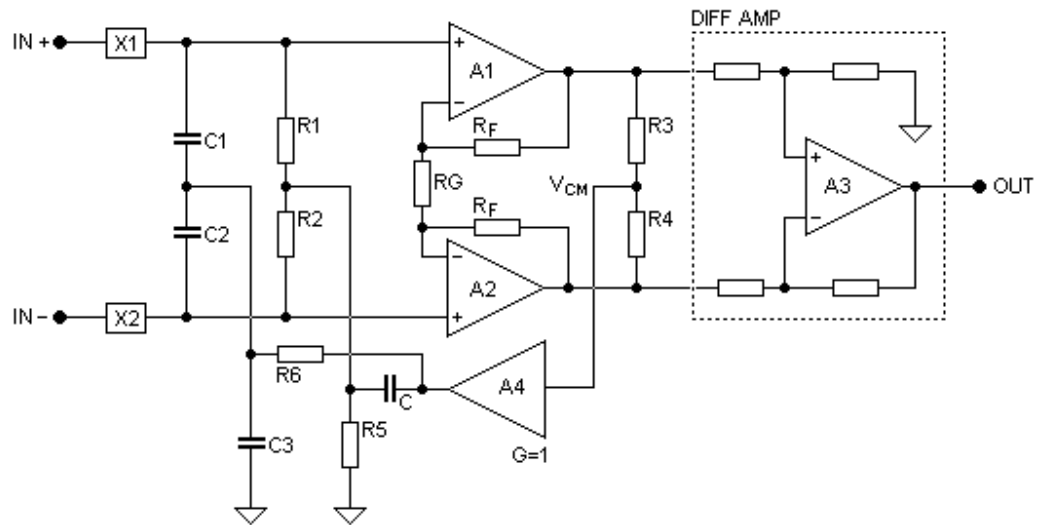 DIFF AMP
IN +
X1
A1
C1
R1
RF
R3
RG
VCM
A3
OUT
C2
R2
RF
R4
A2
IN −
X2
R6
A4
C
R5
C3
G=1